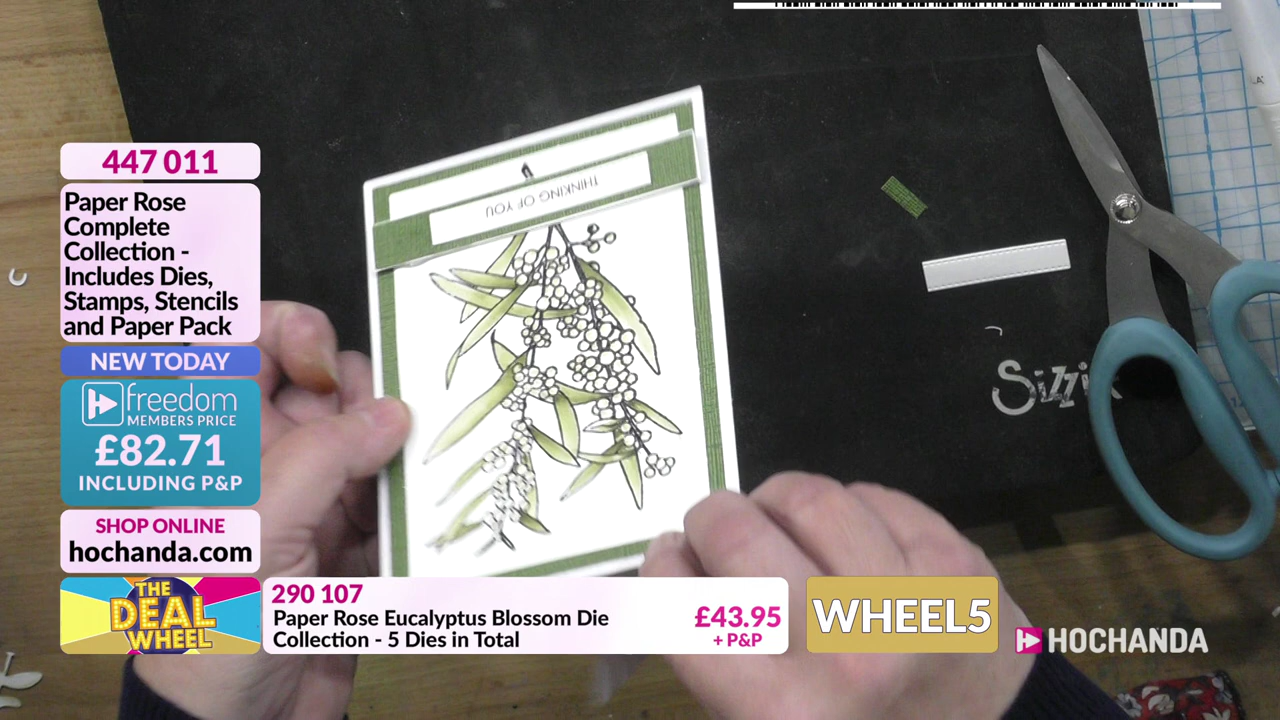 447 011
Paper Rose
Complete
Collection -
Includes Dies,
Stamps, Stencils
and Paper Pack
NEW TODAY
freedom
MEMBERS PRICE
£82.71
INCLUDING P&P
SHOP ONLINE
hochanda.com
THE
DEAL
WHEEL
290 107
Paper Rose Eucalyptus Blossom Die
Collection - 5 Dies in Total
£43.95
+ P&P
WHEEL5
HOCHANDA
THINKING OF YOU